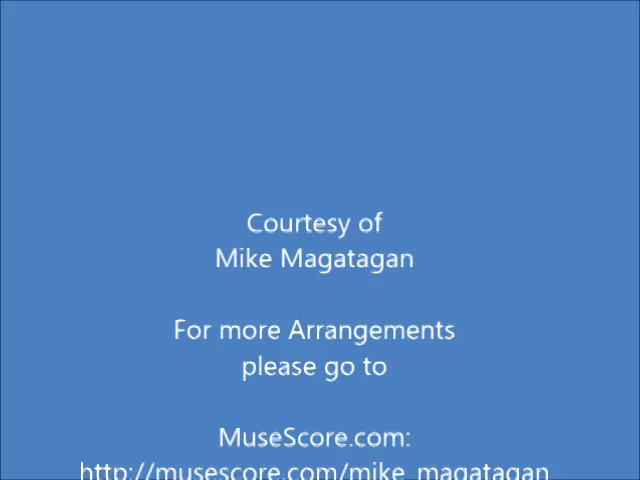 Courtesy of
Mike Magatagan
For more Arrangements
please go to
MuseScore.com:
http://musescore.com/mike_magatagan